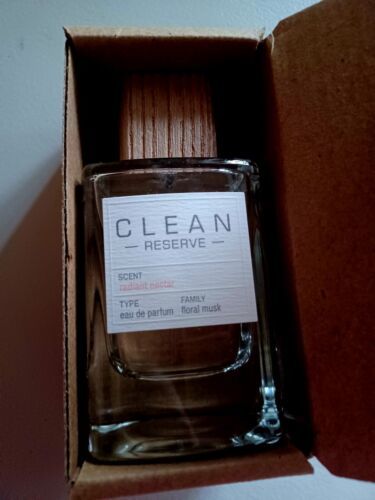 CLEAN
— RESERVE —
SCENT
radiant nectar
TYPE FAMILY
eau de parfum floral musk